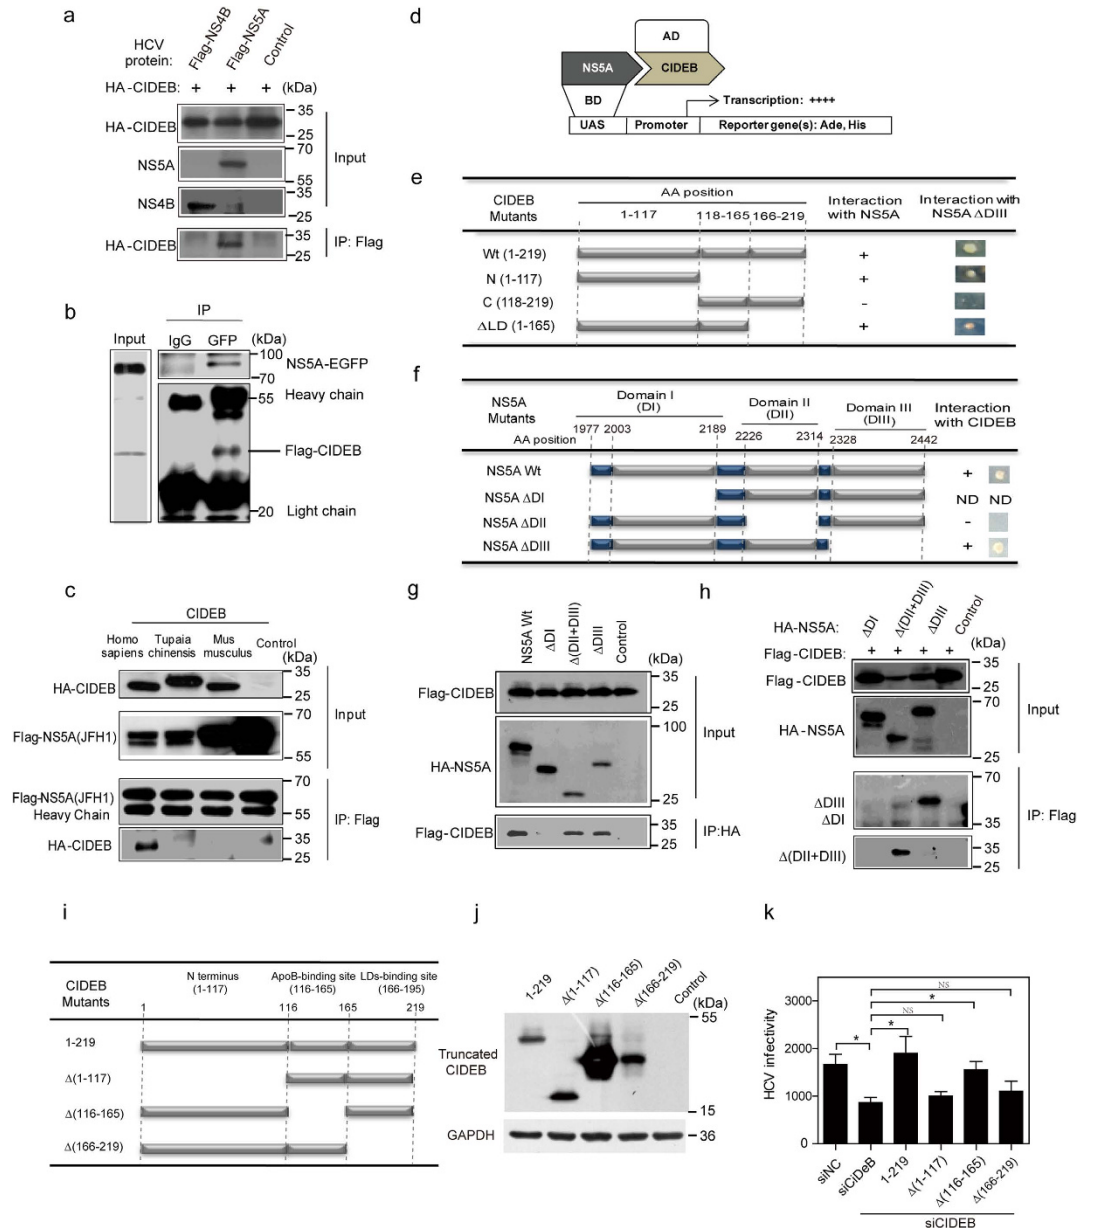 a
HCV protein: Flag-NS4B Flag-NS5A Control
HA-CIDEB: + + + (kDa)
HA-CIDEB 35 25
NS5A 70 55
NS4B 35 25
Input
HA-CIDEB 35 25 IP: Flag
b
IP
Input IgG GFP (kDa)
100 NS5A-EGFP
70
55 Heavy chain
Flag-CIDEB
20 Light chain
c
CIDEB
Homo sapiens Tupaia chinensis Mus musculus Control (kDa)
HA-CIDEB 35 25
Flag-NS5A(JFH1) 70 55
Input
Flag-NS5A(JFH1) 70
Heavy Chain 55
HA-CIDEB 35 25
IP: Flag
d
AD
NS5A CIDEB
BD Transcription: ++++
UAS Promoter Reporter gene(s): Ade, His
e
CIDEB Mutants AA position Interaction with NS5A Interaction with NS5A ΔDIII
1-117 118-165 166-219
Wt (1-219) +
N (1-117) +
C (118-219) -
ΔLD (1-165) +
f
NS5A Mutants Domain I (DI) Domain II (DII) Domain III (DIII) Interaction with CIDEB
AA position 1977 2003 2189 2226 2314 2328 2442
NS5A Wt +
NS5A ΔDI ND ND
NS5A ΔDII -
NS5A ΔDIII +
g
NS5A Wt ΔDI Δ(DII+DIII) ΔDIII Control
(kDa)
Flag-CIDEB 35 25
HA-NS5A 100 25
Input
Flag-CIDEB 35 25 IP:HA
h
HA-NS5A: ΔDI Δ(DII+DIII) ΔDIII Control
Flag-CIDEB: + + + + (kDa)
Flag-CIDEB 35 25
HA-NS5A 70 25
Input
70
ΔDIII
ΔDI 35
Δ(DII+DIII) 35 25
IP: Flag
i
CIDEB Mutants N terminus (1-117) ApoB-binding site (116-165) LDs-binding site (166-195)
1 116 165 219
1-219
Δ(1-117)
Δ(116-165)
Δ(166-219)
j
1-219 Δ(1-117) Δ(116-165) Δ(166-219) Control
(kDa)
55
Truncated CIDEB
15
GAPDH 36
k
HCV infectivity
3000
2000
1000
0
NS
*
NS
*
*
siNC siCiDeB 1-219 Δ(1-117) Δ(116-165) Δ(166-219)
siCIDEB